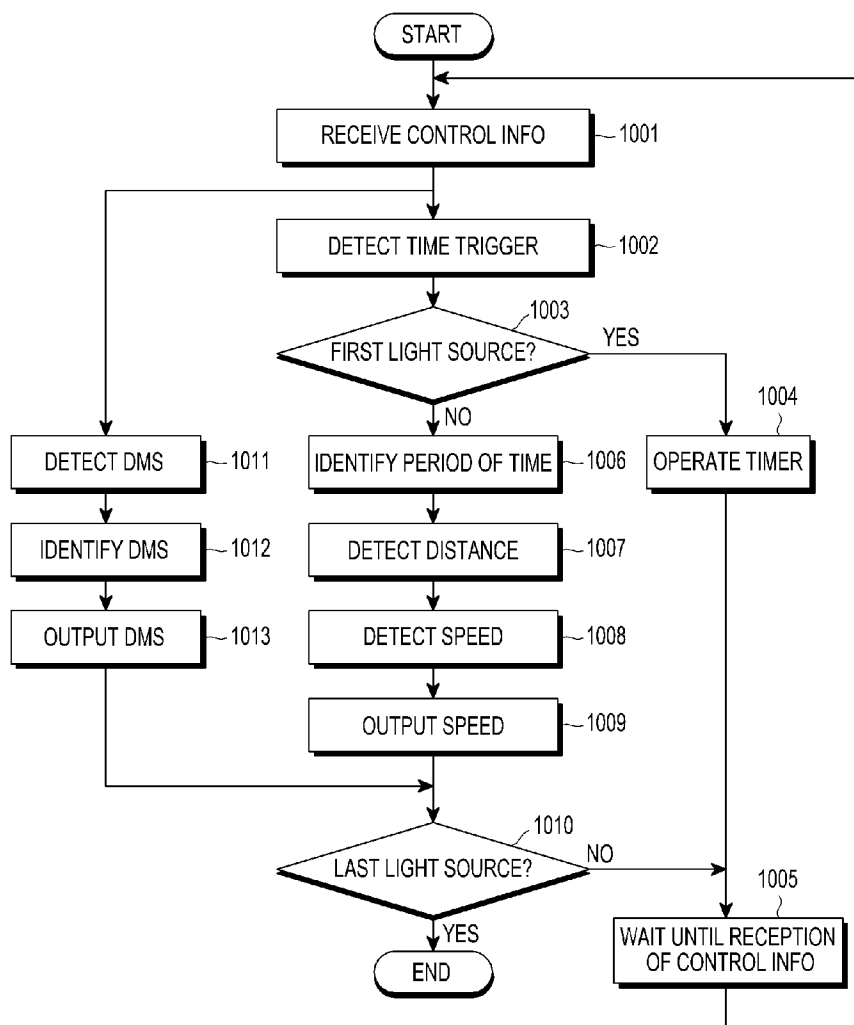 START
RECEIVE CONTROL INFO
1001
DETECT TIME TRIGGER
1002
1003
FIRST LIGHT SOURCE?
YES
NO
1004
OPERATE TIMER
DETECT DMS
1011
IDENTIFY PERIOD OF TIME
1006
IDENTIFY DMS
1012
DETECT DISTANCE
1007
OUTPUT DMS
1013
DETECT SPEED
1008
OUTPUT SPEED
1009
1010
LAST LIGHT SOURCE?
NO
YES
1005
WAIT UNTIL RECEPTION
OF CONTROL INFO
END